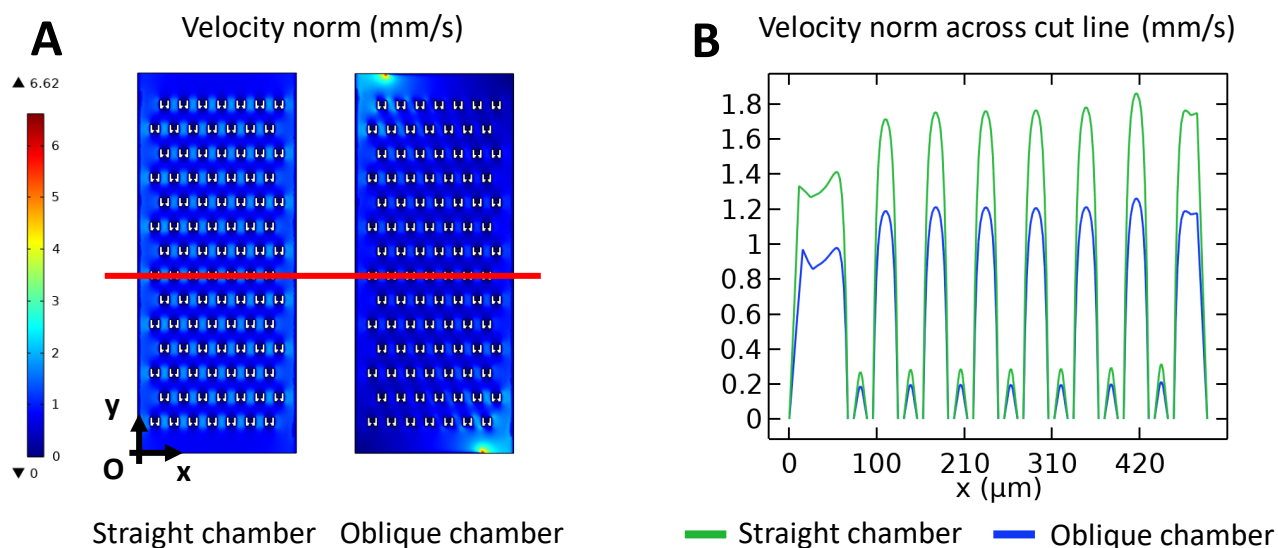 A
Velocity norm (mm/s)
▲ 6.62
6
5
4
3
2
1
0
▼ 0
y
O
x
Straight chamber
Oblique chamber
B
Velocity norm across cut line (mm/s)
1.8
1.6
1.4
1.2
1
0.8
0.6
0.4
0.2
0
0 100 210 310 420
x (µm)
Straight chamber
Oblique chamber